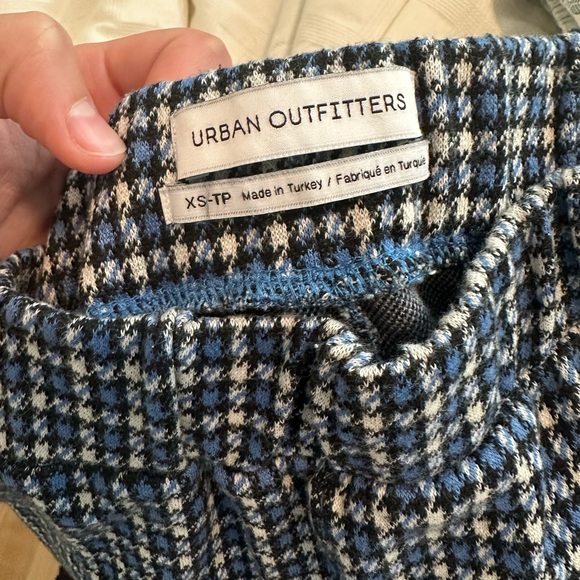 URBAN OUTFITTERS
XS-TP Made in Turkey / Fabriqué en Turquie